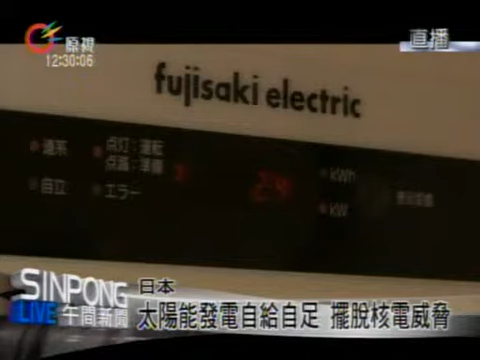 原視
直播
12:30:06
fujisaki electric
連系
点灯:運転
点滅:準備
自立
エラー
kWh
kW
SINPONG
LIVE 午間新聞
日本
太陽能發電自給自足 擺脫核電威脅